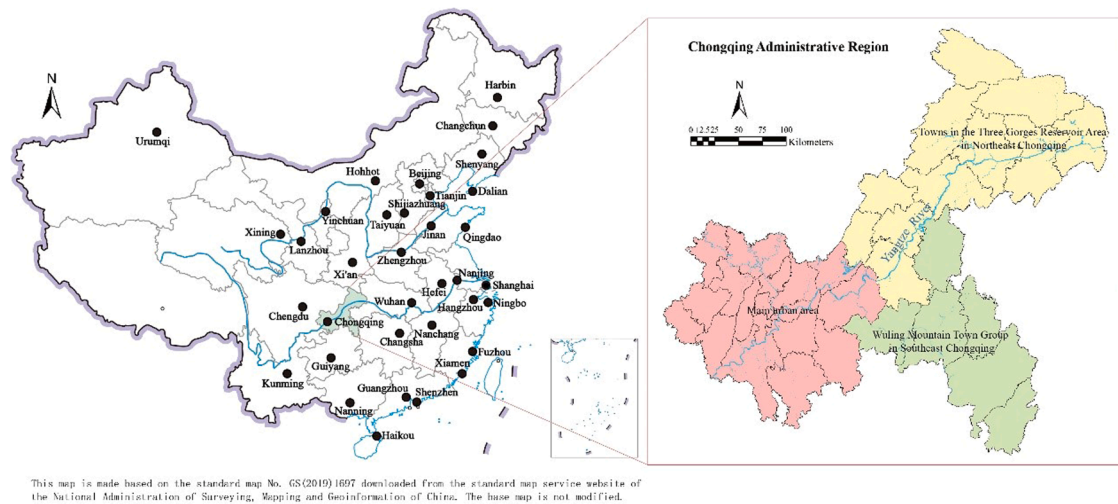 N
Harbin
Changchun
Urumqi
Shenyang
Hohhot
Beijing
Dalian
Tianjin
Shijiazhuang
Yinchuan
Taiyuan
Xining
Jinan
Qingdao
Lanzhou
Zhengzhou
Xi'an
Nanjing
Hefei
Shanghai
Wuhan
Hangzhou
Ningbo
Chengdu
Chongqing
Nanchang
Changsha
Fuzhou
Guiyang
Xiamen
Kunming
Guangzhou
Shenzhen
Nanning
Haikou
This map is made based on the standard map No. GS(2019)1697 downloaded from the standard map service website of
the National Administration of Surveying, Mapping and Geoinformation of China. The base map is not modified.
Chongqing Administrative Region
N
0 12.525 50 75 100
Kilometers
Towns in the Three Gorges Reservoir Area
in Northeast Chongqing
Yangtze River
Main urban area
Wuling Mountain Town Group
in Southeast Chongqing